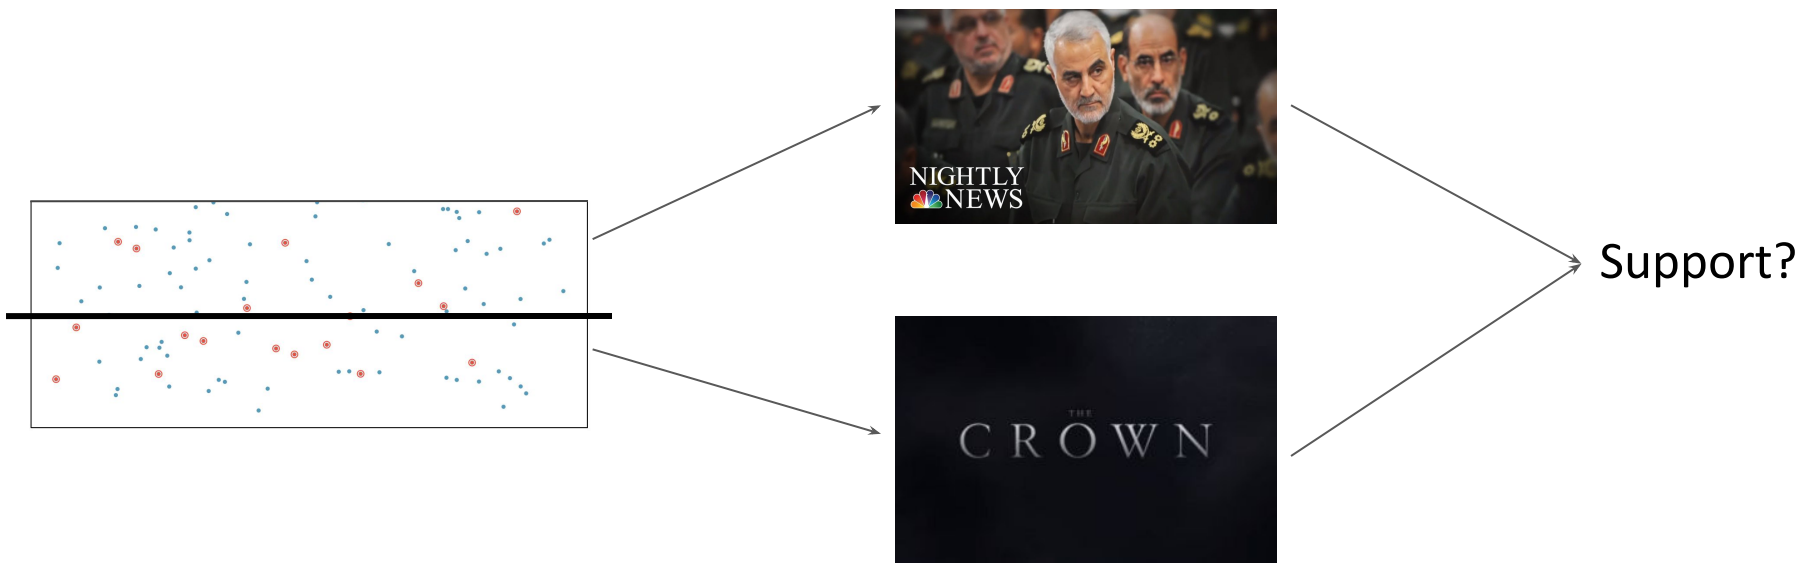 NIGHTLY
NEWS
Support?
THE
CROWN